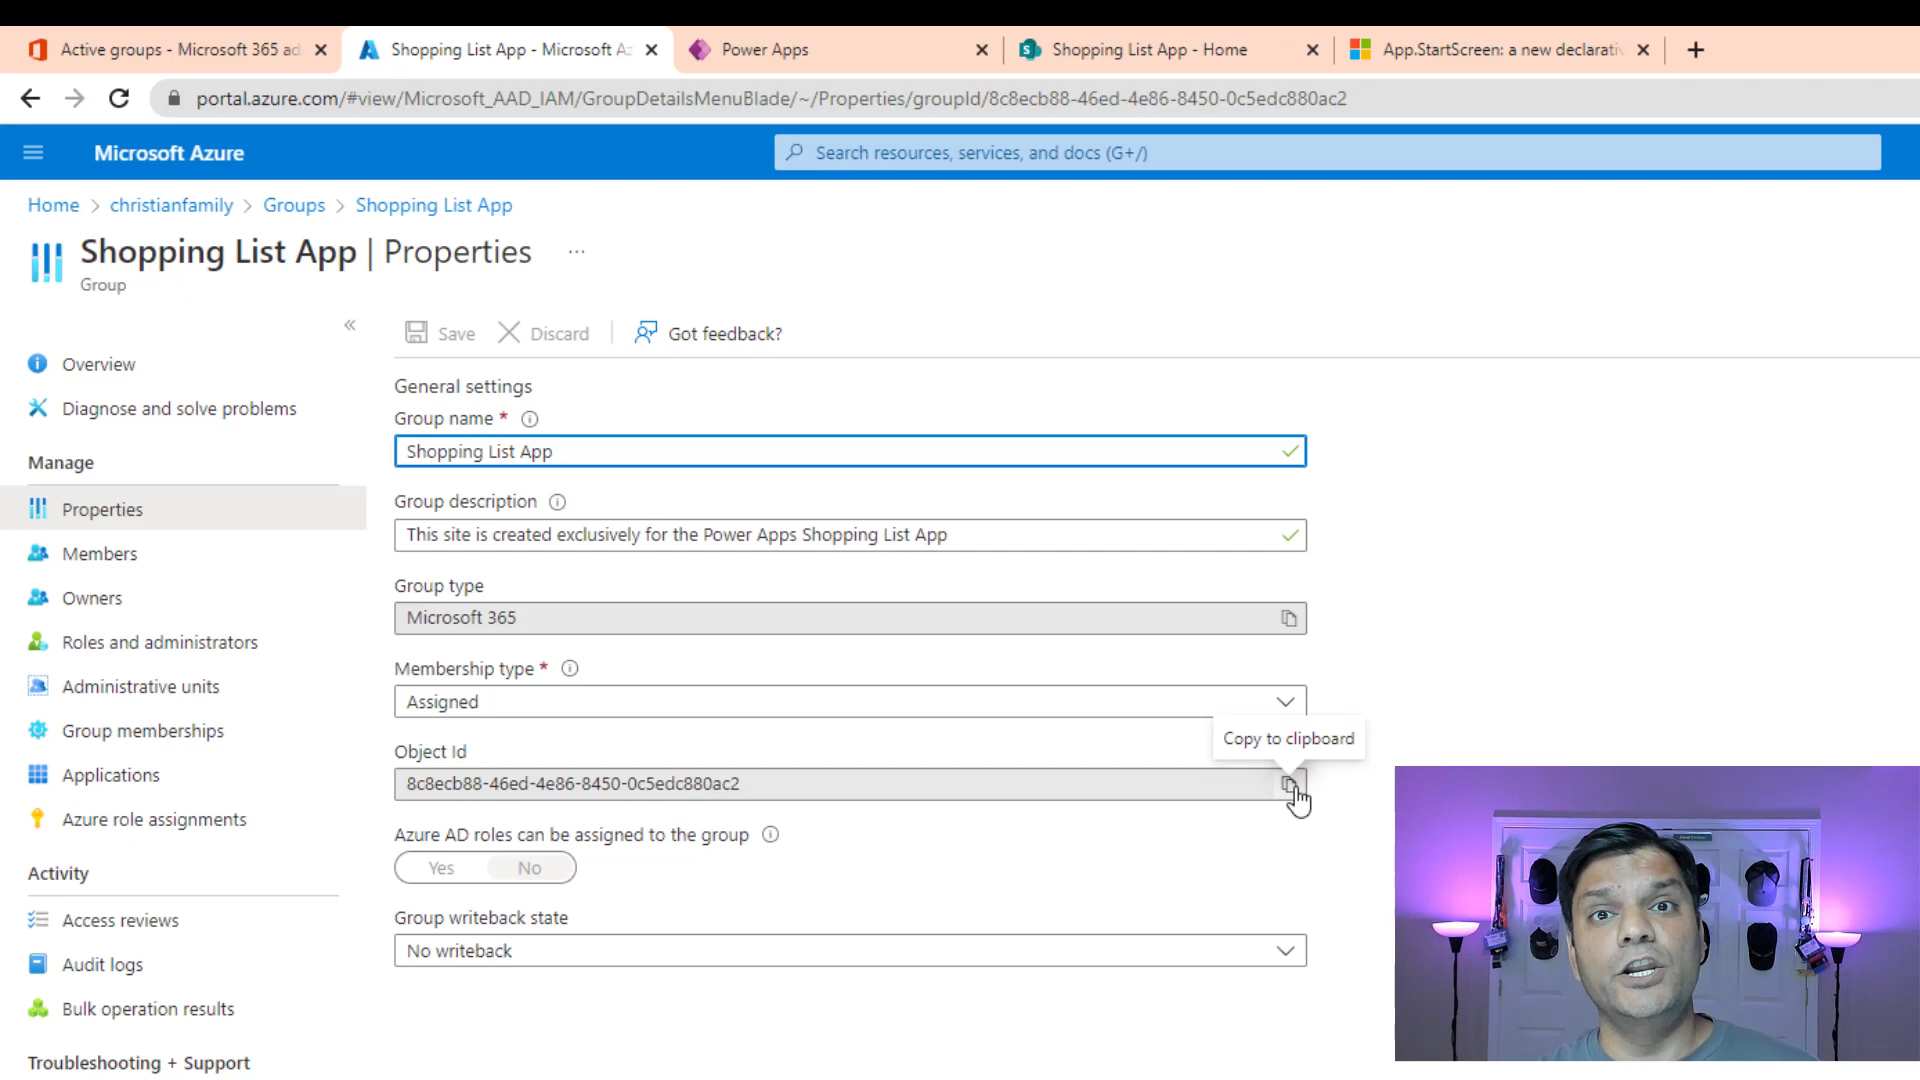 Active groups - Microsoft 365 ad
Shopping List App - Microsoft Az
Power Apps
Shopping List App - Home
App.StartScreen: a new declarativ
portal.azure.com/#view/Microsoft_AAD_IAM/GroupDetailsMenuBlade/~/Properties/groupId/8c8ecb88-46ed-4e86-8450-0c5edc880ac2
Microsoft Azure
Search resources, services, and docs (G+/)
Home > christianfamily > Groups > Shopping List App
Shopping List App | Properties ...
Group
«
Save
Discard
Got feedback?
Overview
Diagnose and solve problems
Manage
Properties
Members
Owners
Roles and administrators
Administrative units
Group memberships
Applications
Azure role assignments
Activity
Access reviews
Audit logs
Bulk operation results
Troubleshooting + Support
General settings
Group name *
Shopping List App
Group description
This site is created exclusively for the Power Apps Shopping List App
Group type
Microsoft 365
Membership type *
Assigned
Copy to clipboard
Object Id
8c8ecb88-46ed-4e86-8450-0c5edc880ac2
Azure AD roles can be assigned to the group
Yes No
Group writeback state
No writeback